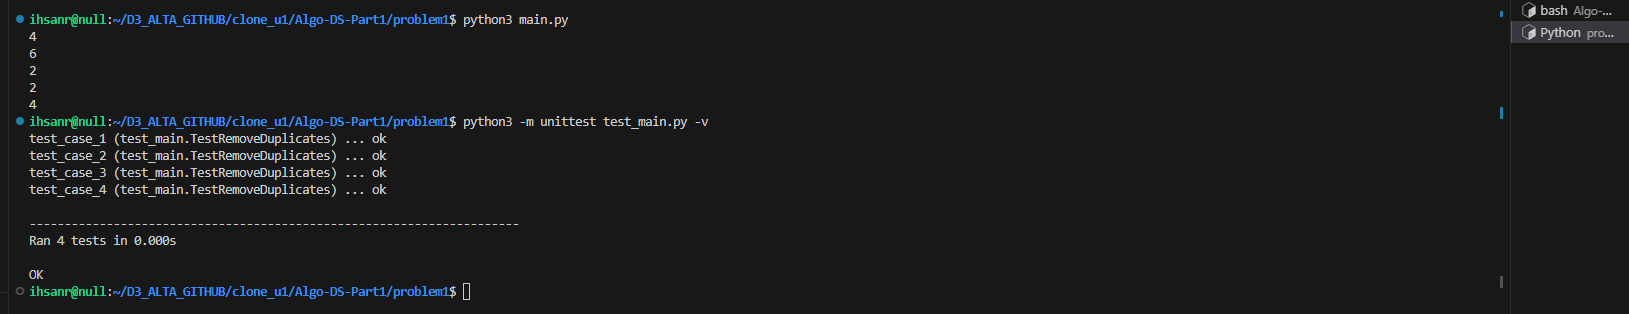 ihsanr@null:~/D3_ALTA_GITHUB/clone_u1/Algo-DS-Part1/problem1$ python3 main.py
4
6
2
2
4
ihsanr@null:~/D3_ALTA_GITHUB/clone_u1/Algo-DS-Part1/problem1$ python3 -m unittest test_main.py -v
test_case_1 (test_main.TestRemoveDuplicates) ... ok
test_case_2 (test_main.TestRemoveDuplicates) ... ok
test_case_3 (test_main.TestRemoveDuplicates) ... ok
test_case_4 (test_main.TestRemoveDuplicates) ... ok
----------------------------------------------------------------------
Ran 4 tests in 0.000s
OK
ihsanr@null:~/D3_ALTA_GITHUB/clone_u1/Algo-DS-Part1/problem1$
bash Algo-...
Python pro...